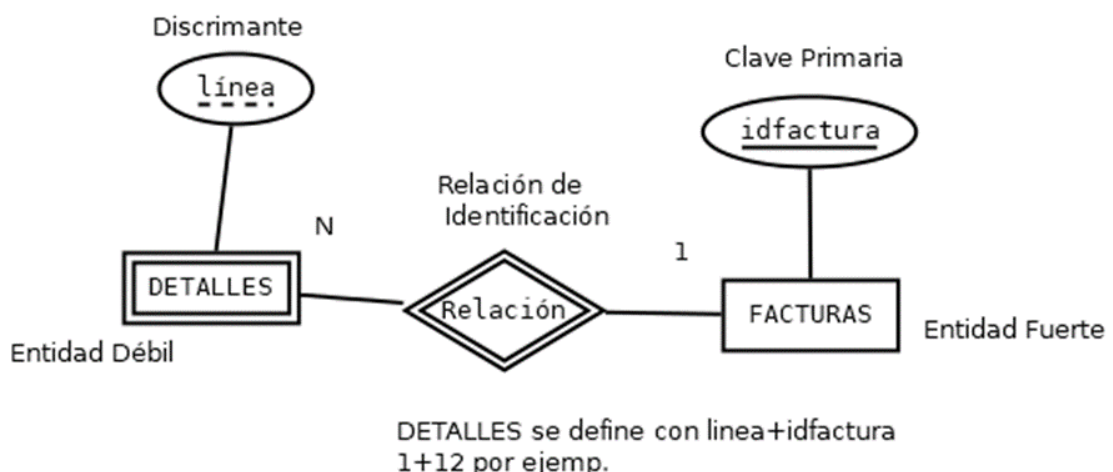 Discrimante
línea
Clave Primaria
idfactura
Relación de
Identificación
N
1
DETALLES
Relación
FACTURAS
Entidad Débil
Entidad Fuerte
DETALLES se define con linea+idfactura
1+12 por ejemp.